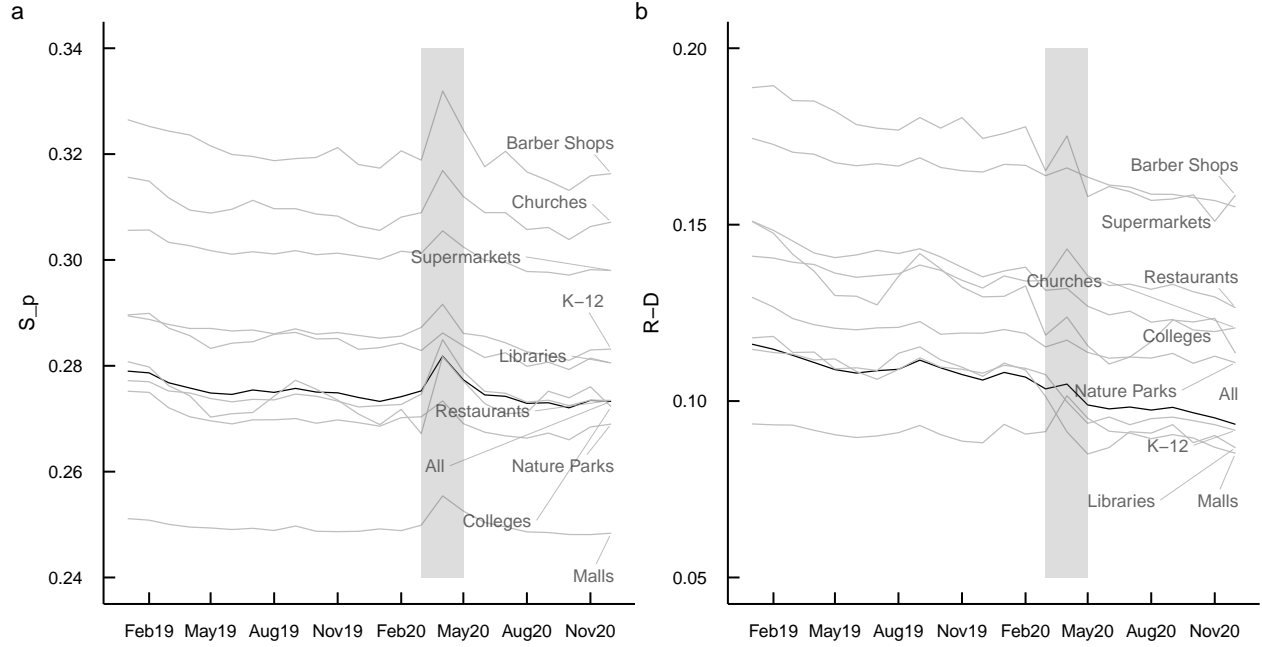 a
S_p
0.34
0.32
0.30
0.28
0.26
0.24
Barber Shops
Churches
Supermarkets
K−12
Libraries
Restaurants
All
Nature Parks
Colleges
Malls
Feb19 May19 Aug19 Nov19 Feb20 May20 Aug20 Nov20
b
R−D
0.20
0.15
0.10
0.05
Barber Shops
Supermarkets
Restaurants
Churches
Colleges
Nature Parks
All
K−12
Libraries
Malls
Feb19 May19 Aug19 Nov19 Feb20 May20 Aug20 Nov20